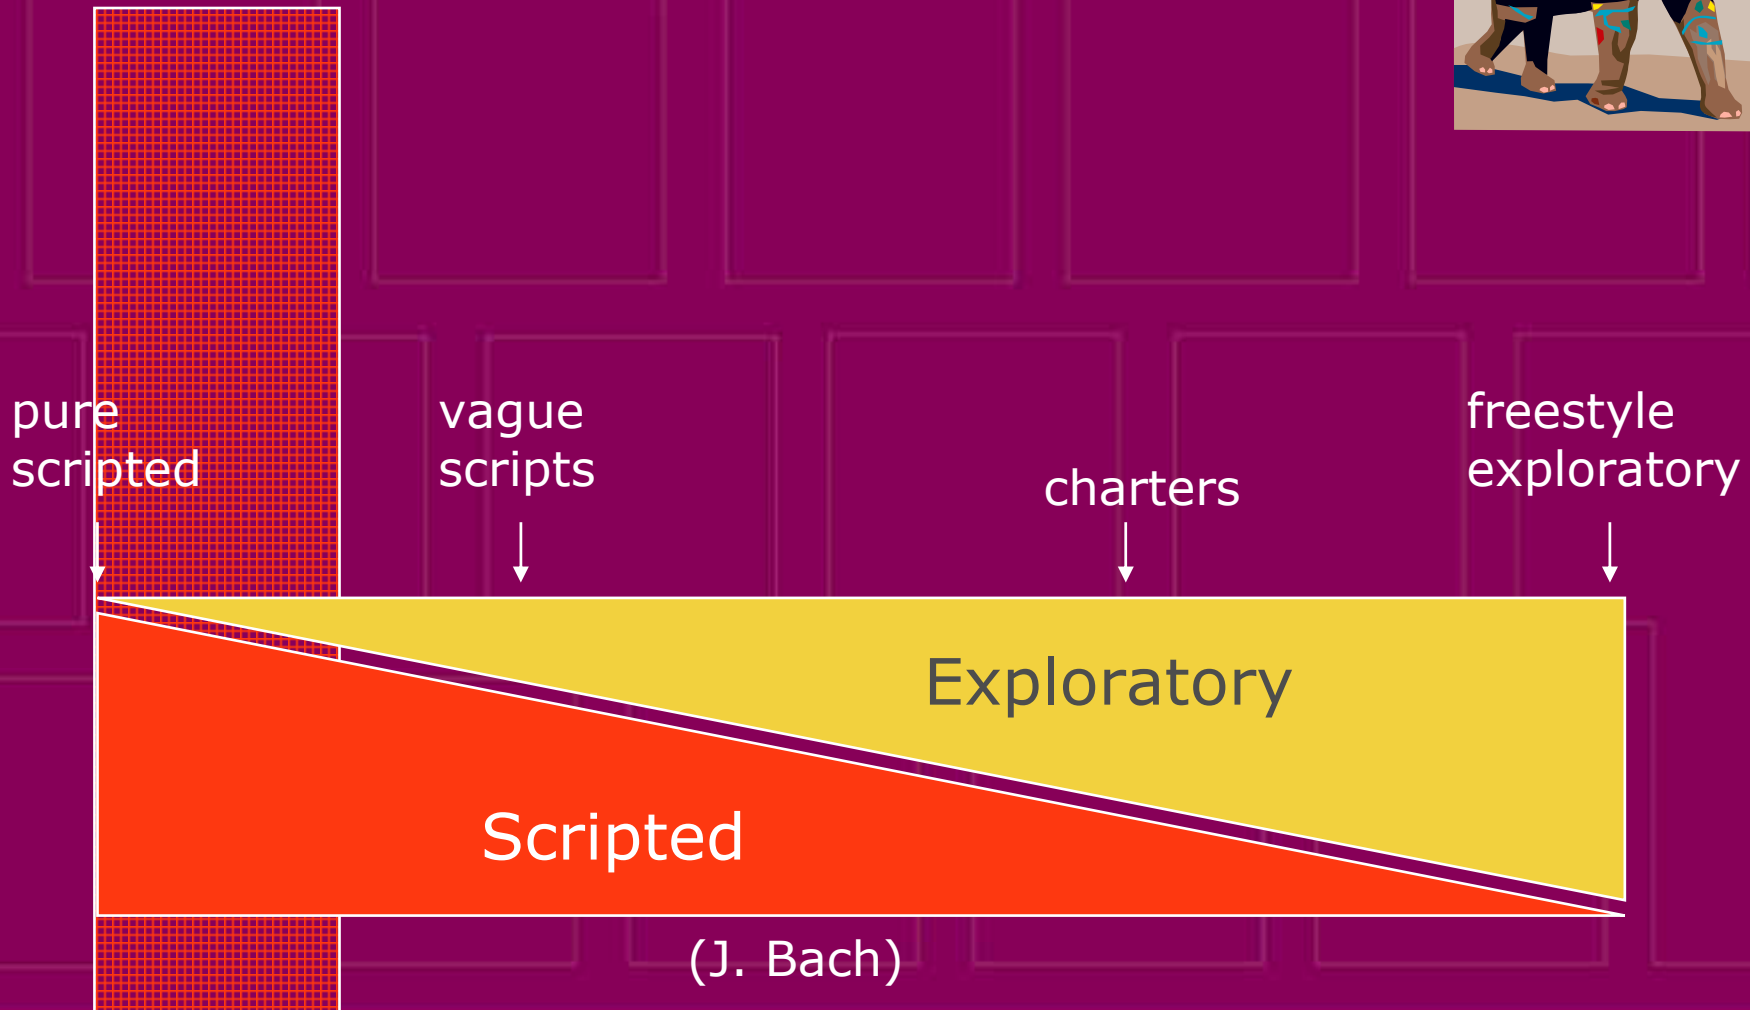 pure
scripted
vague
scripts
charters
freestyle
exploratory
Exploratory
Scripted
(J. Bach)